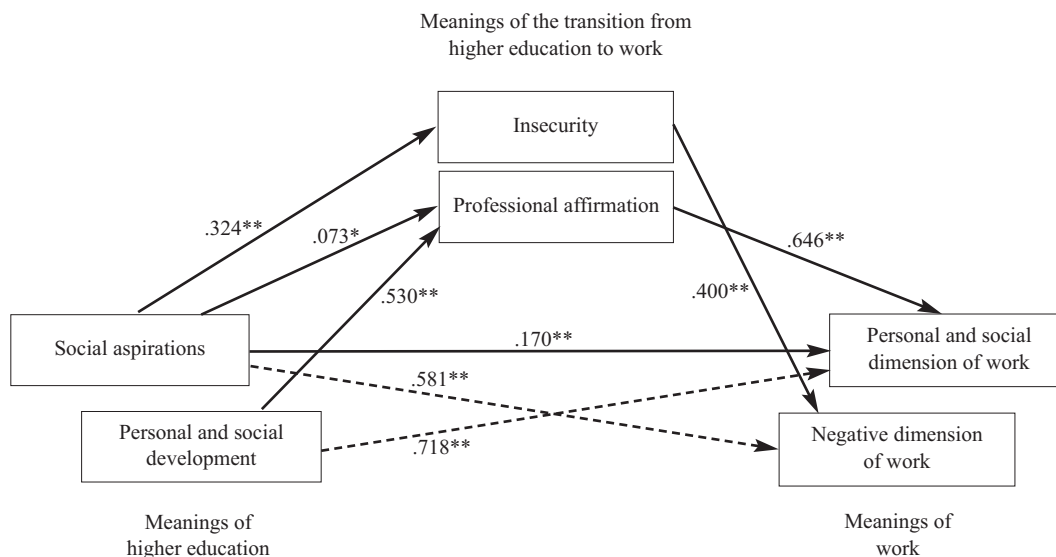 Meanings of the transition from
higher education to work
Insecurity
Professional affirmation
.324**
.073*
.646**
.530**
.400**
Social aspirations
.170**
Personal and social
dimension of work
.581**
Personal and social
development
.718**
Negative dimension
of work
Meanings of
higher education
Meanings of
work